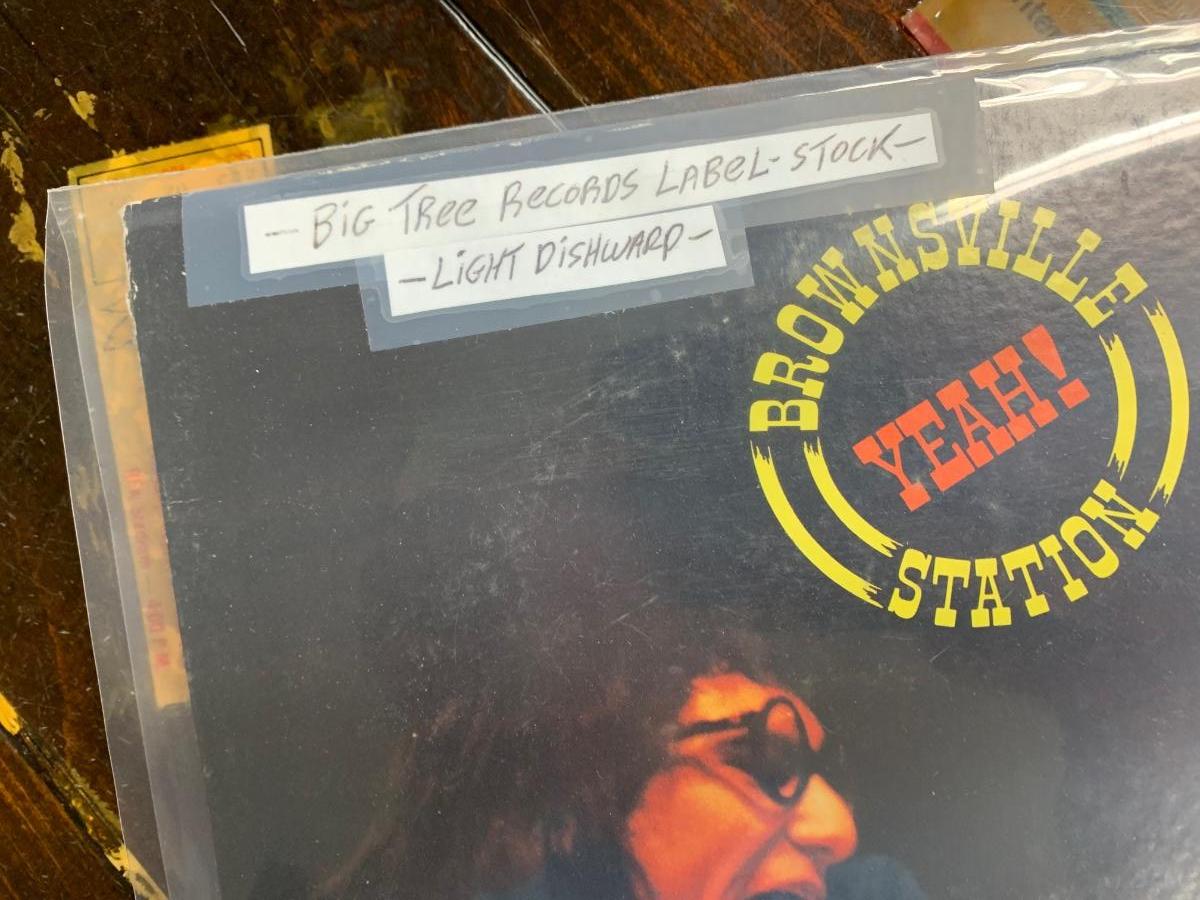 — BiG TRee RecoRDS LABeL - STOCK —
— LiGHT DiSHWARP —
BROWNSVILLE
YEAH!
STATION